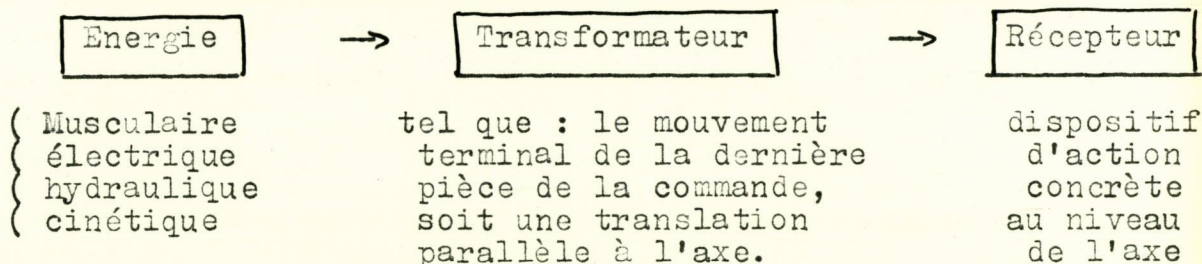 Energie → Transformateur → Récepteur
Musculaire
électrique
hydraulique
cinétique
tel que : le mouvement
terminal de la dernière
pièce de la commande,
soit une translation
parallèle à l'axe.
dispositif
d'action
concrète
au niveau
de l'axe